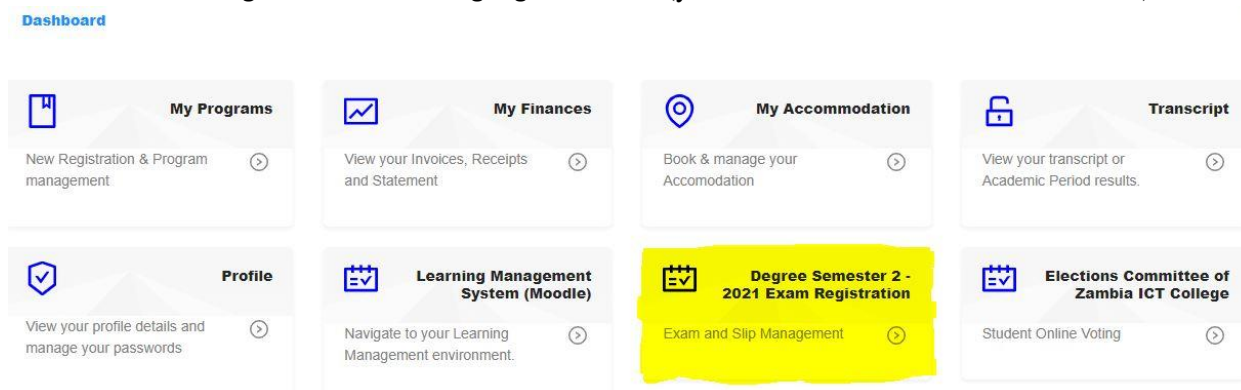 Dashboard
My Programs
New Registration & Program
management
My Finances
View your Invoices, Receipts
and Statement
My Accommodation
Book & manage your
Accomodation
Transcript
View your transcript or
Academic Period results.
Profile
View your profile details and
manage your passwords
Learning Management
System (Moodle)
Navigate to your Learning
Management environment.
Degree Semester 2 -
2021 Exam Registration
Exam and Slip Management
Elections Committee of
Zambia ICT College
Student Online Voting